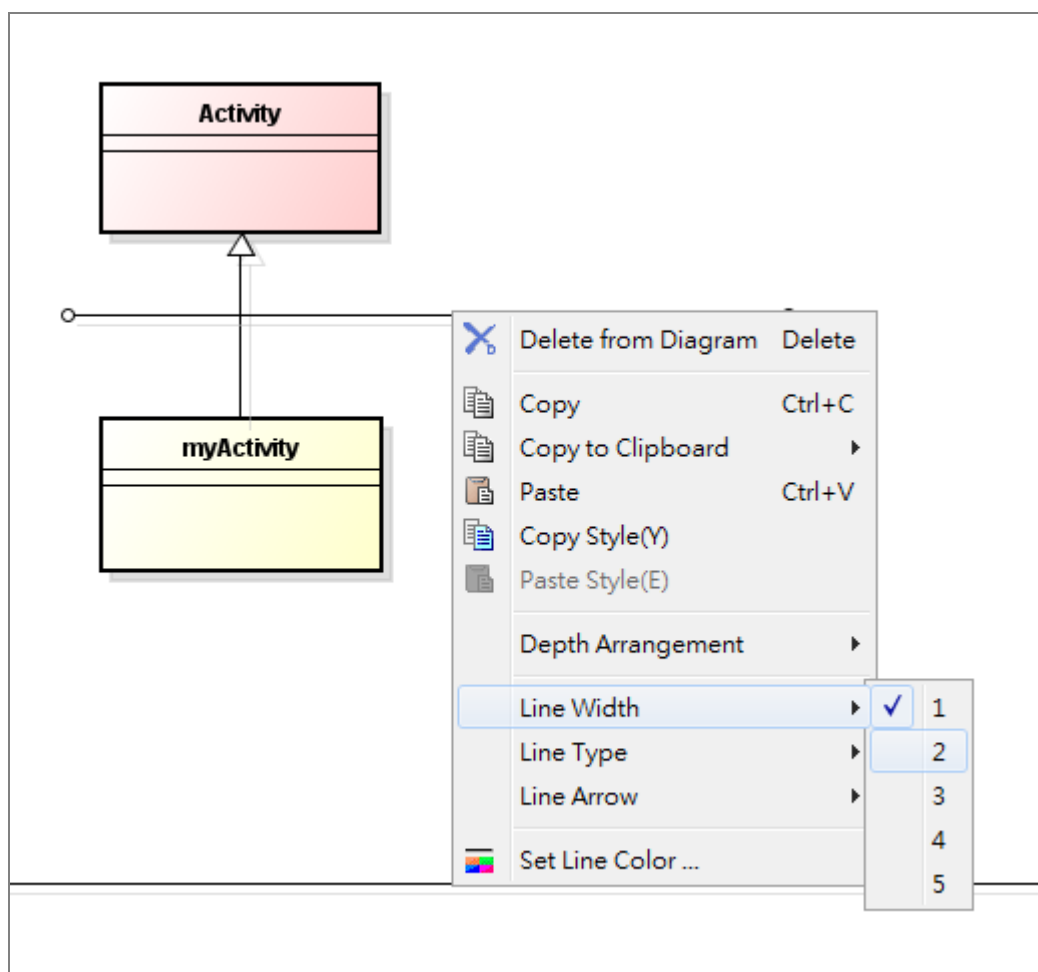 Activity
myActivity
Delete from Diagram Delete
Copy Ctrl+C
Copy to Clipboard
Paste Ctrl+V
Copy Style(Y)
Paste Style(E)
Depth Arrangement
Line Width
Line Type
Line Arrow
Set Line Color ...
1
2
3
4
5